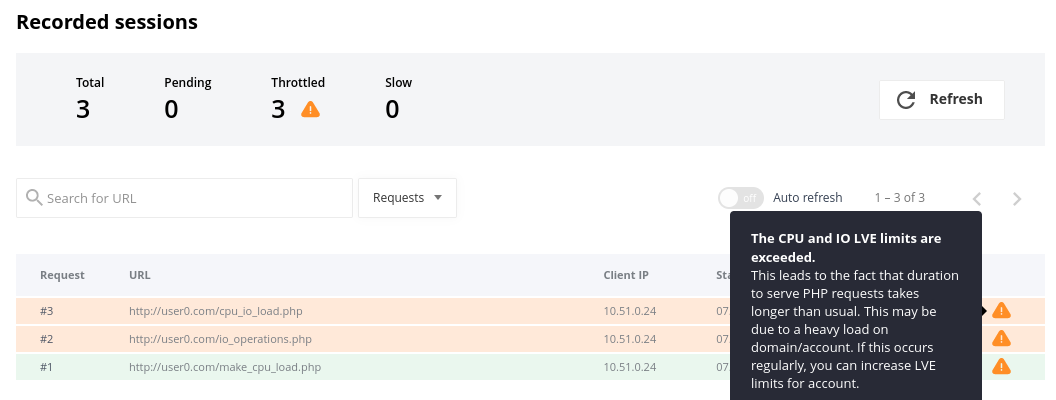 Recorded sessions
Total Pending Throttled Slow
3 0 3 0
Refresh
Search for URL Requests off Auto refresh 1 – 3 of 3
The CPU and IO LVE limits are
exceeded.
This leads to the fact that duration
to serve PHP requests takes
longer than usual. This may be
due to a heavy load on
domain/account. If this occurs
regularly, you can increase LVE
limits for account.
Request URL Client IP
#3 http://user0.com/cpu_io_load.php 10.51.0.24 07
#2 http://user0.com/io_operations.php 10.51.0.24 07
#1 http://user0.com/make_cpu_load.php 10.51.0.24 07